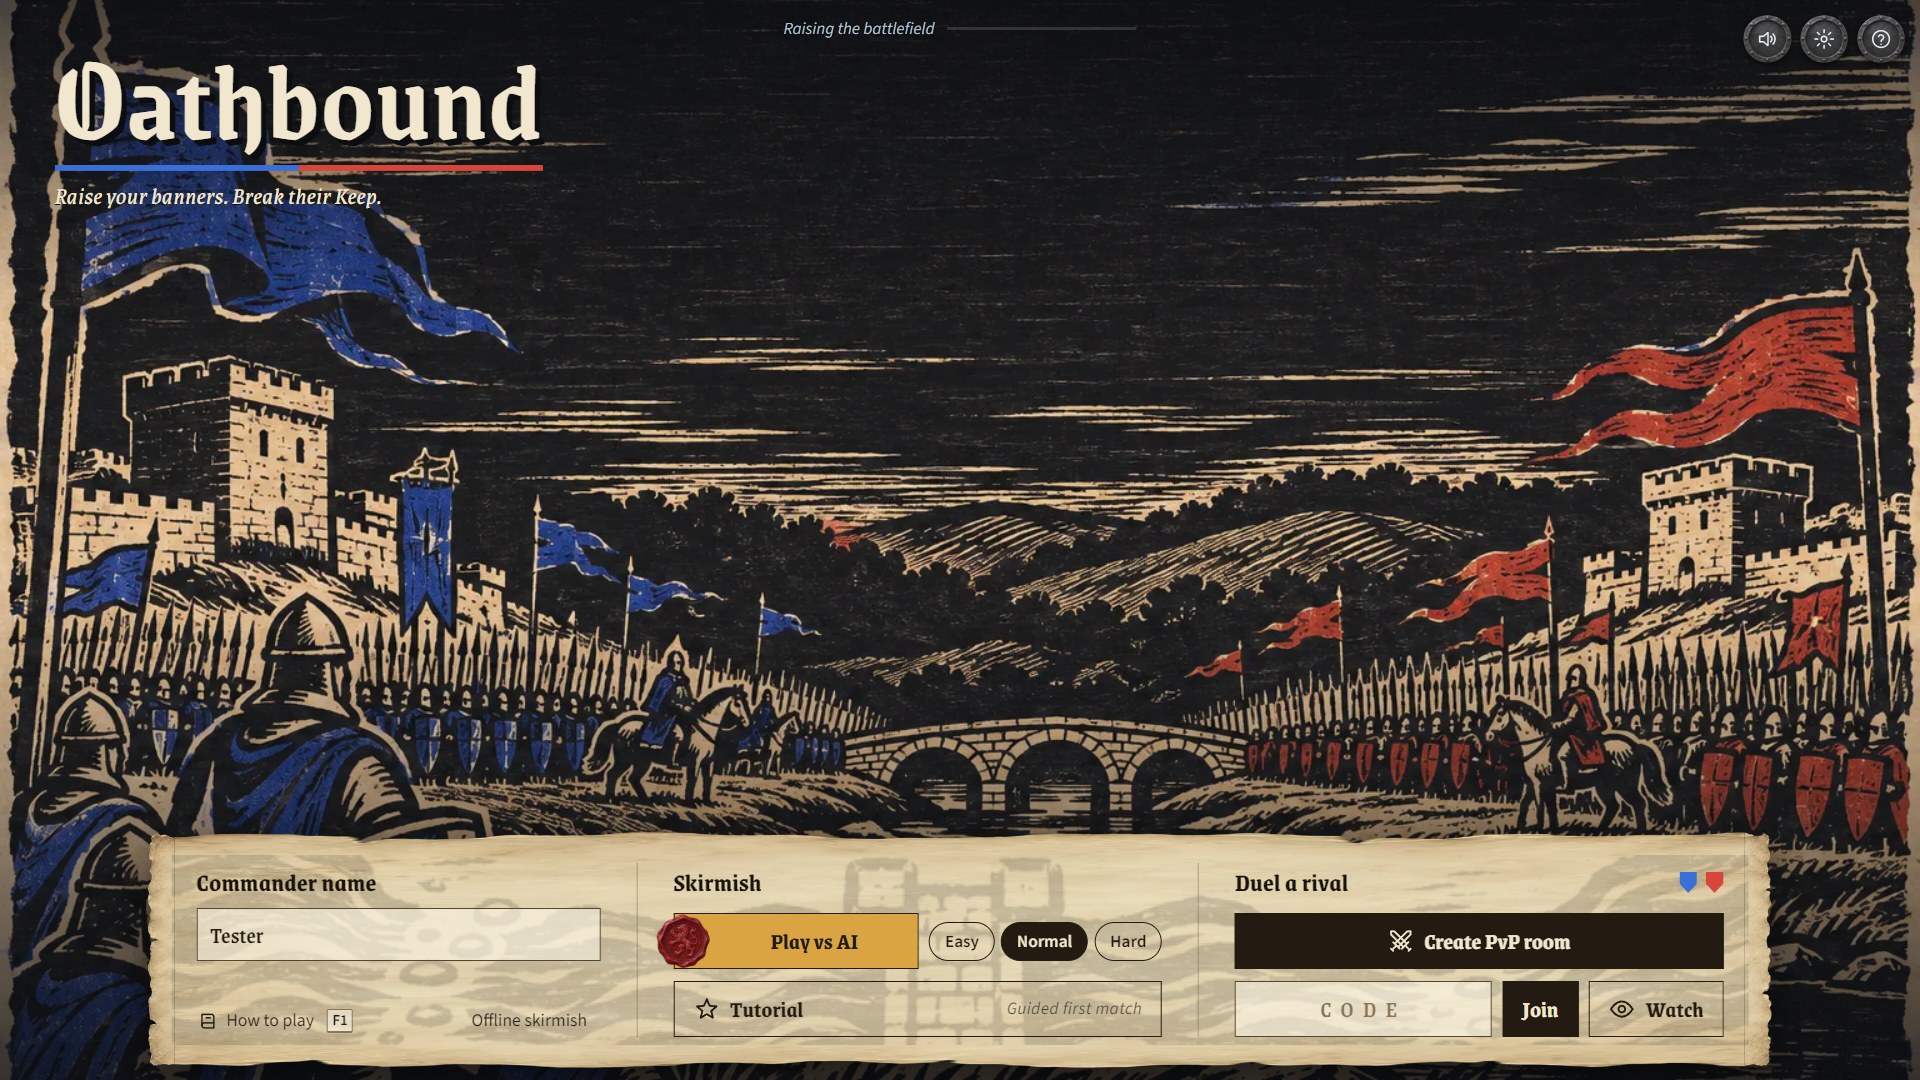 Raising the battlefield
Oathbound
Raise your banners. Break their Keep.
Commander name
Tester
How to play F1
Offline skirmish
Skirmish
Play vs AI
Easy
Normal
Hard
Tutorial
Guided first match
Duel a rival
Create PvP room
CODE
Join
Watch